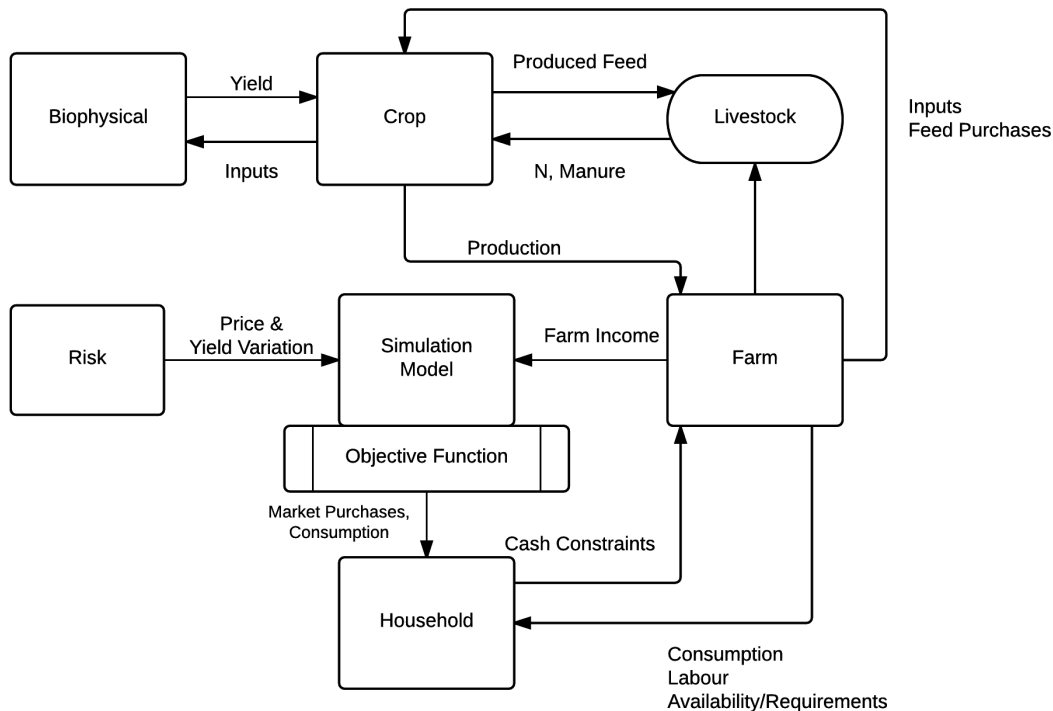 Produced Feed
Yield
Biophysical
Crop
Livestock
Inputs
Feed Purchases
Inputs
N, Manure
Production
Price &
Yield Variation
Risk
Simulation
Model
Farm Income
Farm
Objective Function
Market Purchases,
Consumption
Cash Constraints
Household
Consumption
Labour
Availability/Requirements